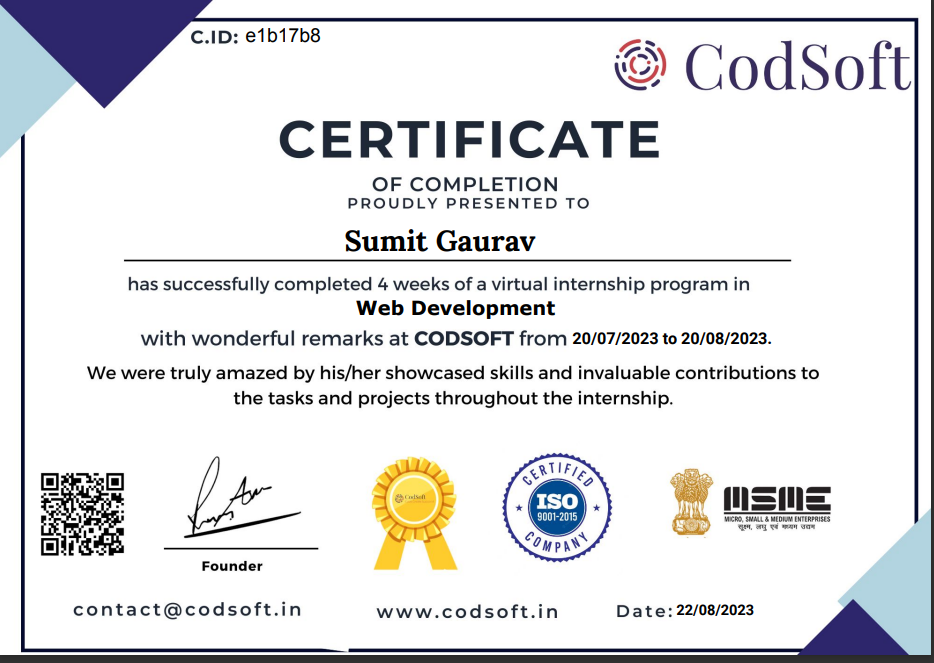 C.ID: e1b17b8
CodSoft
CERTIFICATE
OF COMPLETION
PROUDLY PRESENTED TO
Sumit Gaurav
has successfully completed 4 weeks of a virtual internship program in
Web Development
with wonderful remarks at CODSOFT from 20/07/2023 to 20/08/2023.
We were truly amazed by his/her showcased skills and invaluable contributions to
the tasks and projects throughout the internship.
CodSoft
CERTIFIED
ISO
9001-2015
COMPANY
MSME
MICRO, SMALL & MEDIUM ENTERPRISES
सूक्ष्म, लघु एवं मध्यम उद्यम
Founder
contact@codsoft.in
www.codsoft.in
Date: 22/08/2023